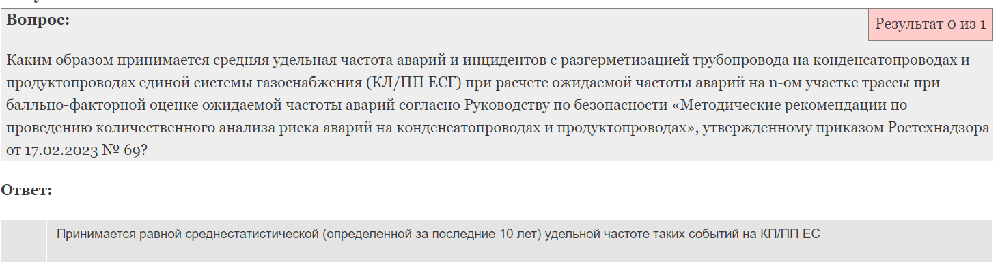 Вопрос:
Результат 0 из 1
Каким образом принимается средняя удельная частота аварий и инцидентов с разгерметизацией трубопровода на конденсатопроводах и
продуктопроводах единой системы газоснабжения (КЛ/ПП ЕСГ) при расчете ожидаемой частоты аварий на n-ом участке трассы при
балльно-факторной оценке ожидаемой частоты аварий согласно Руководству по безопасности «Методические рекомендации по
проведению количественного анализа риска аварий на конденсатопроводах и продуктопроводах», утвержденному приказом Ростехнадзора
от 17.02.2023 № 69?
Ответ:
Принимается равной среднестатистической (определенной за последние 10 лет) удельной частоте таких событий на КП/ПП ЕС